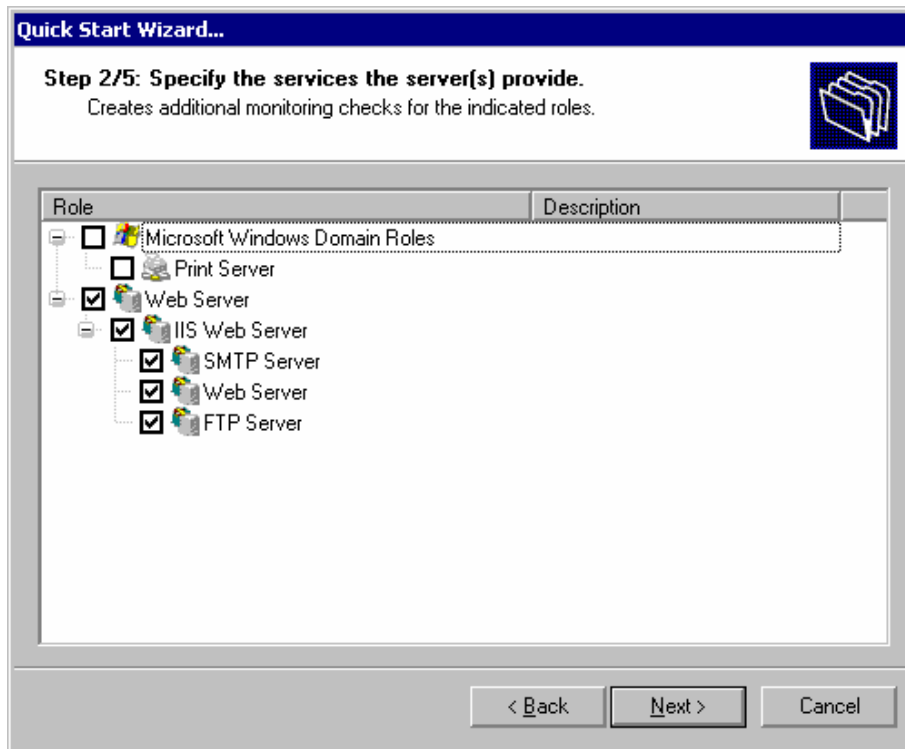 Quick Start Wizard...
Step 2/5: Specify the services the server(s) provide.
Creates additional monitoring checks for the indicated roles.
Role Description
Microsoft Windows Domain Roles
Print Server
Web Server
IIS Web Server
SMTP Server
Web Server
FTP Server
< Back Next > Cancel